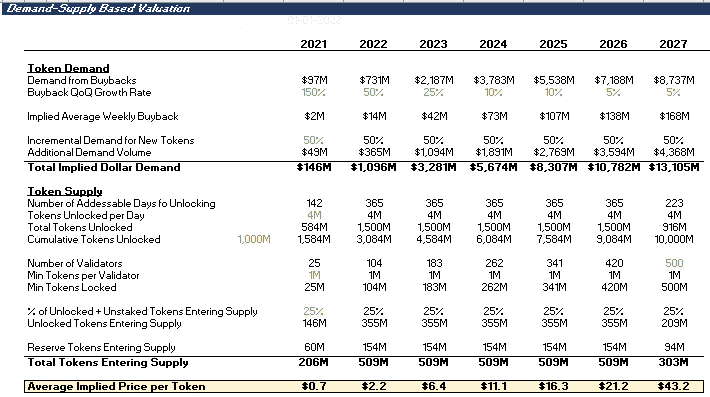 Demand-Supply Based Valuation
2021 2022 2023 2024 2025 2026 2027
Token Demand
Demand from Buybacks $97M $731M $2,187M $3,783M $5,538M $7,188M $8,737M
Buyback QoQ Growth Rate 150% 50% 25% 10% 10% 5% 5%
Implied Average Weekly Buyback $2M $14M $42M $73M $107M $138M $168M
Incremental Demand for New Tokens 50% 50% 50% 50% 50% 50% 50%
Additional Demand Volume $49M $365M $1,094M $1,891M $2,769M $3,594M $4,368M
Total Implied Dollar Demand $146M $1,096M $3,281M $5,674M $8,307M $10,782M $13,105M
Token Supply
Number of Addessable Days fo Unlocking 142 365 365 365 365 365 223
Tokens Unlocked per Day 4M 4M 4M 4M 4M 4M 4M
Total Tokens Unlocked 584M 1,500M 1,500M 1,500M 1,500M 1,500M 916M
Cumulative Tokens Unlocked 1,000M 1,584M 3,084M 4,584M 6,084M 7,584M 9,084M 10,000M
Number of Validators 25 104 183 262 341 420 500
Min Tokens per Validator 1M 1M 1M 1M 1M 1M 1M
Min Tokens Locked 25M 104M 183M 262M 341M 420M 500M
% of Unlocked + Unstaked Tokens Entering Supply 25% 25% 25% 25% 25% 25% 25%
Unlocked Tokens Entering Supply 146M 355M 355M 355M 355M 355M 209M
Reserve Tokens Entering Supply 60M 154M 154M 154M 154M 154M 94M
Total Tokens Entering Supply 206M 509M 509M 509M 509M 509M 303M
Average Implied Price per Token $0.7 $2.2 $6.4 $11.1 $16.3 $21.2 $43.2